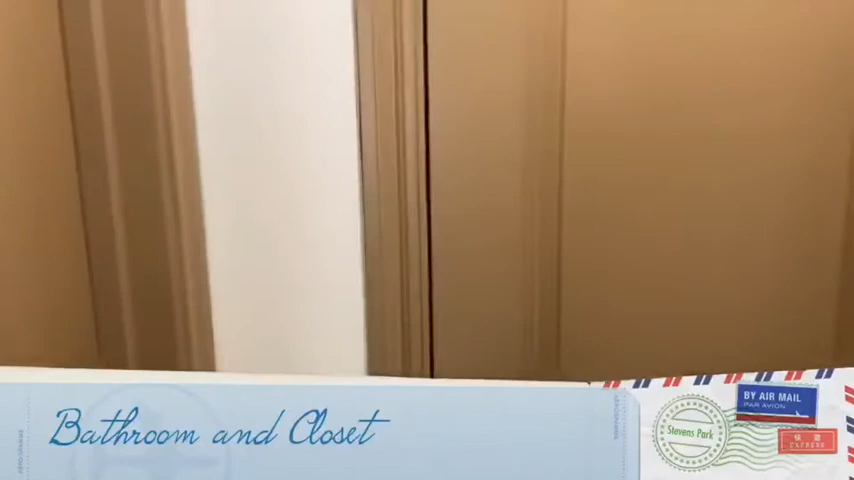 Bathroom and Closet
BY AIR MAIL
PAR AVION
Stevens Park
EXPRESS